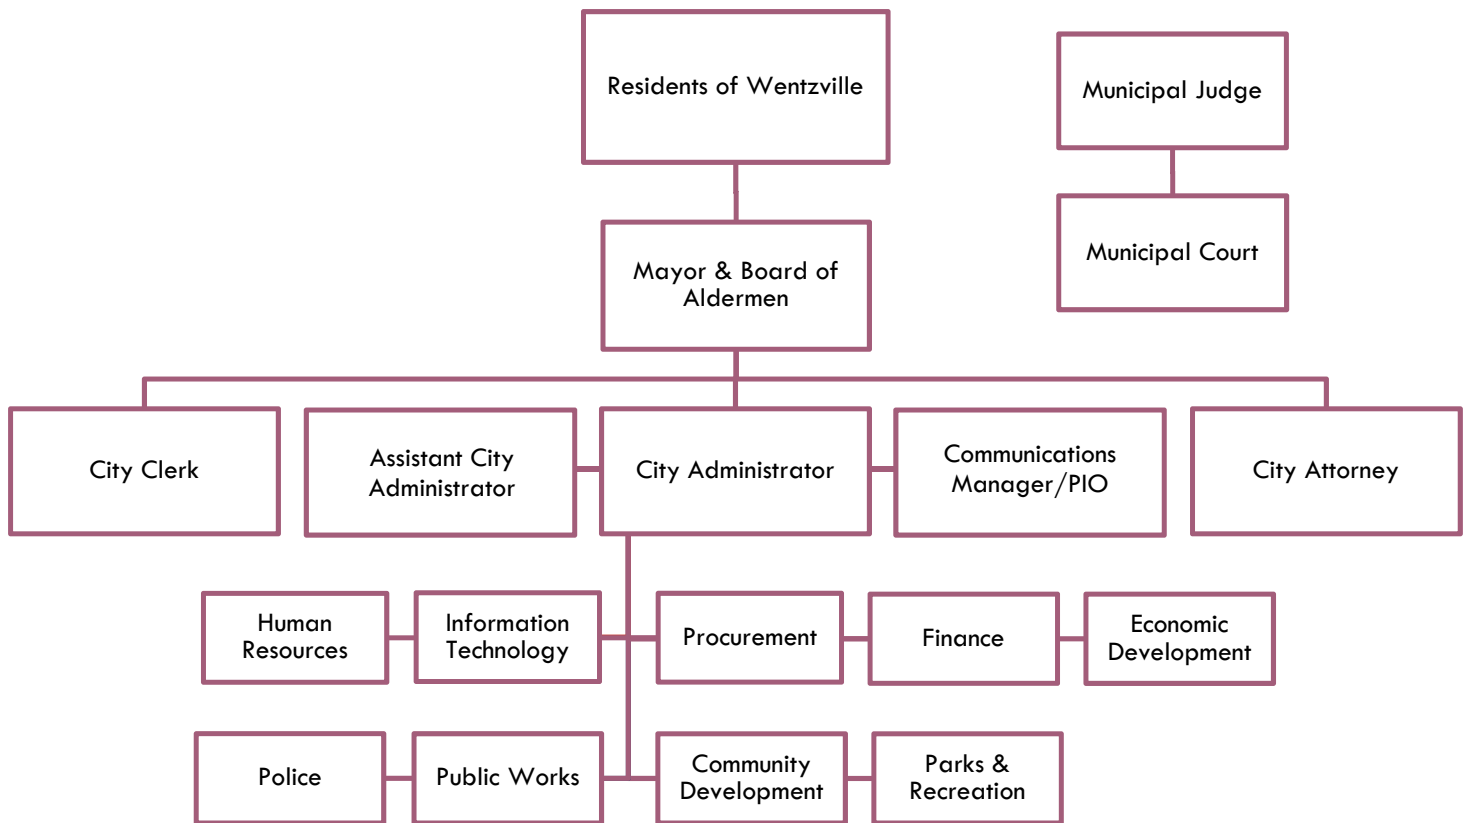 Residents of Wentzville
Municipal Judge
Mayor & Board of
Aldermen
Municipal Court
City Clerk
Assistant City
Administrator
City Administrator
Communications
Manager/PIO
City Attorney
Human
Resources
Information
Technology
Procurement
Finance
Economic
Development
Police
Public Works
Community
Development
Parks &
Recreation